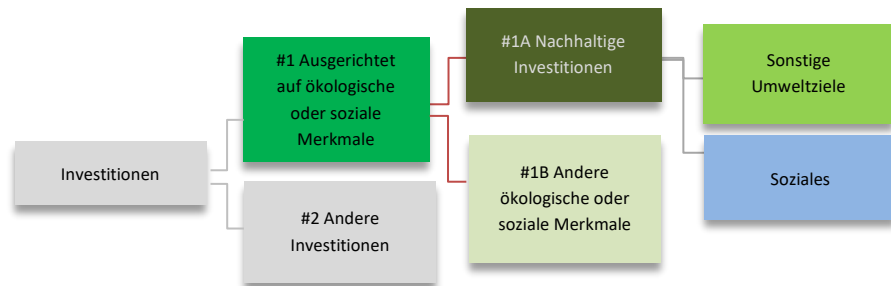 Investitionen
#1 Ausgerichtet
auf ökologische
oder soziale
Merkmale
#2 Andere
Investitionen
#1A Nachhaltige
Investitionen
#1B Andere
ökologische oder
soziale Merkmale
Sonstige
Umweltziele
Soziales